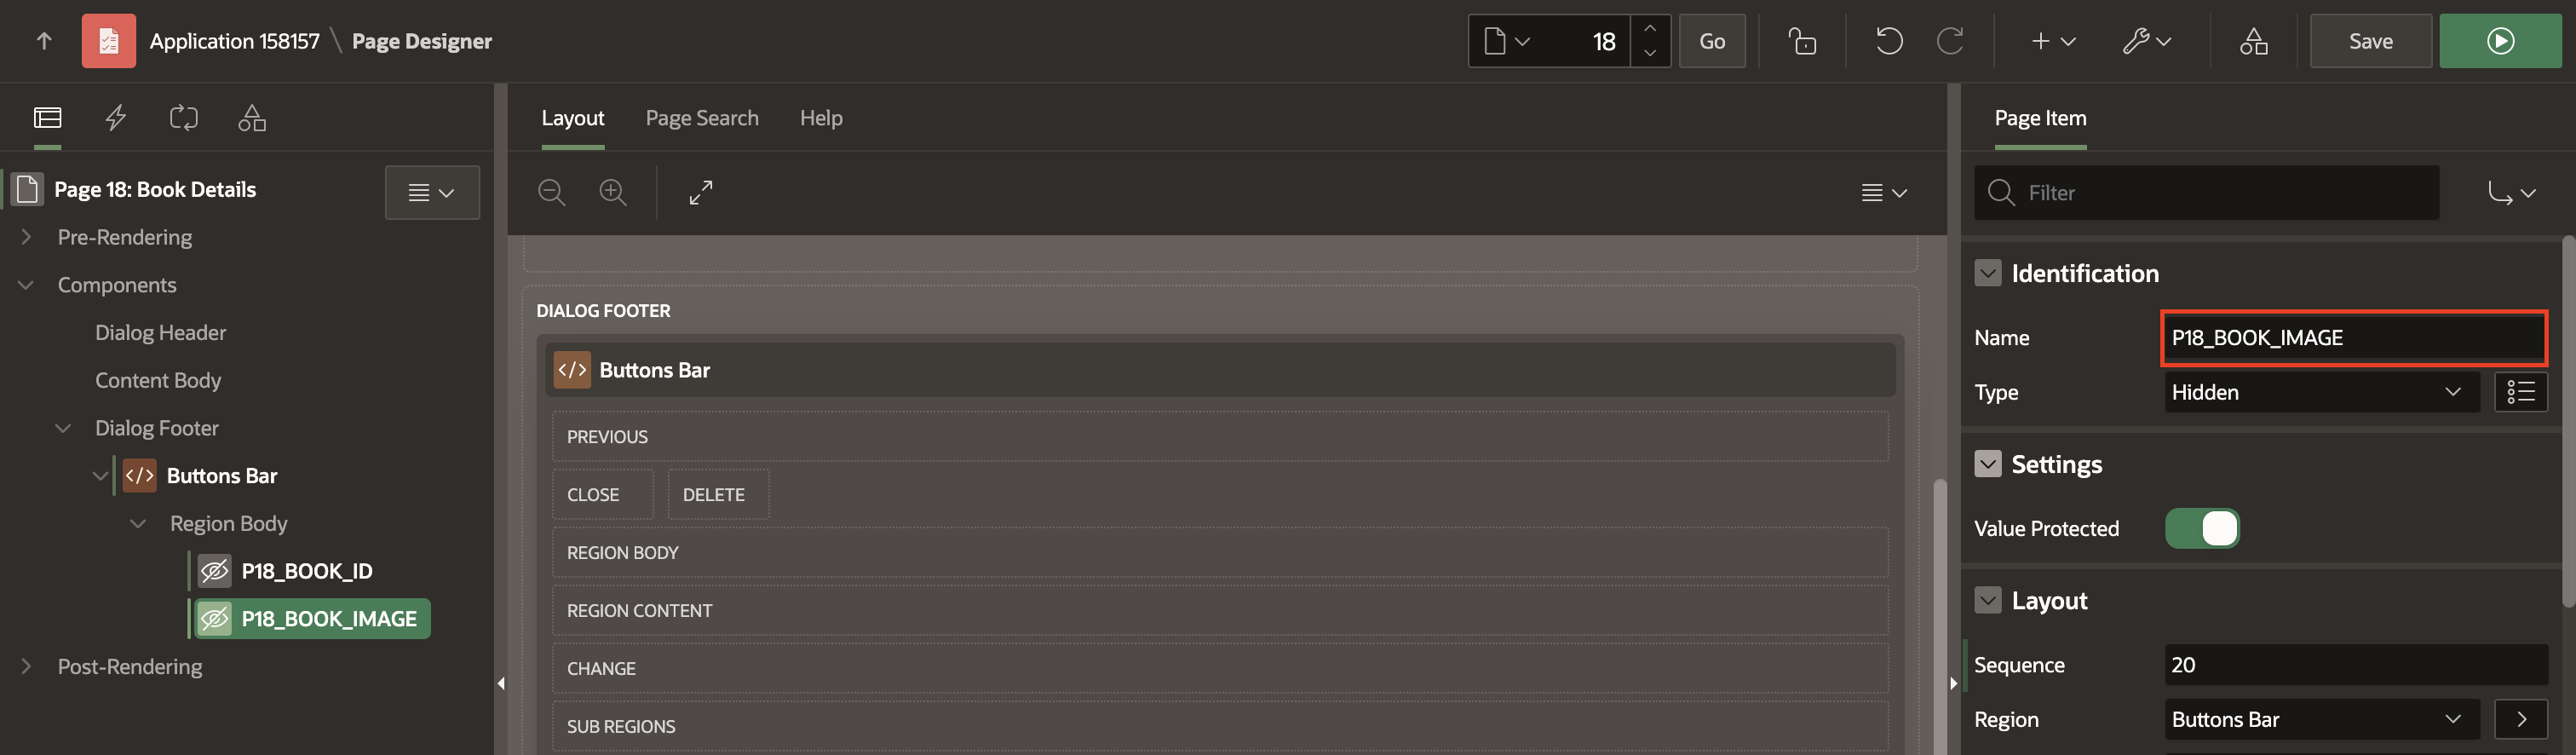 Application 158157 \ Page Designer
18
Go
Save
Layout
Page Search
Help
Page Item
Page 18: Book Details
Pre-Rendering
Components
Dialog Header
Content Body
Dialog Footer
</> Buttons Bar
Region Body
P18_BOOK_ID
P18_BOOK_IMAGE
Post-Rendering
DIALOG FOOTER
</> Buttons Bar
PREVIOUS
CLOSE
DELETE
REGION BODY
REGION CONTENT
CHANGE
SUB REGIONS
Filter
Identification
Name P18_BOOK_IMAGE
Type Hidden
Settings
Value Protected
Layout
Sequence 20
Region Buttons Bar